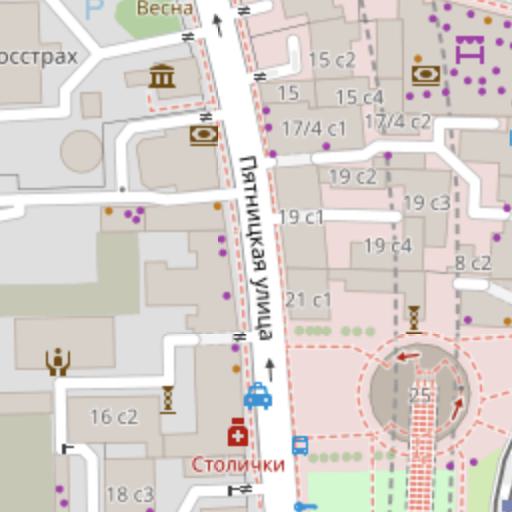 Весна
осстрах
15 с2
15
15 с4
17/4 с1
17/4 с2
19 с2
19 с3
19 с1
19 с4
8 с2
Пятницкая улица
21 с1
25
16 с2
Столички
18 с3